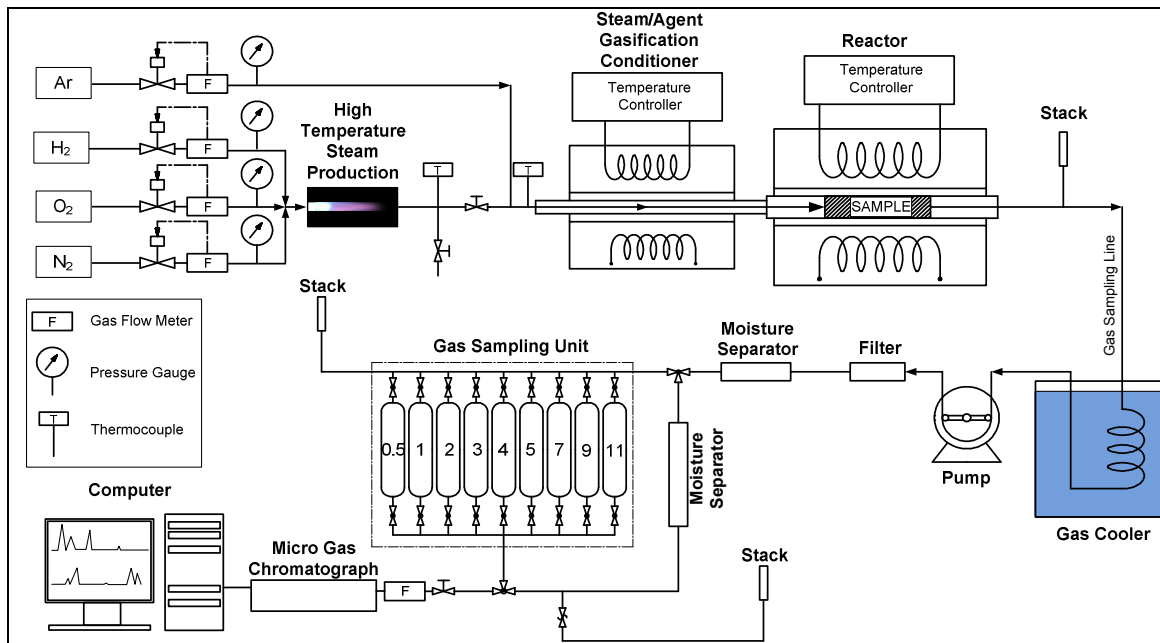 Steam/Agent
Gasification
Conditioner
Reactor
Temperature
Controller
Temperature
Controller
Stack
Ar
F
H2
F
High
Temperature
Steam
Production
T
T
O2
F
SAMPLE
N2
F
Gas Sampling Line
F
Gas Flow Meter
Pressure Gauge
T
Thermocouple
Stack
Gas Sampling Unit
Moisture
Separator
Filter
0.5
1
2
3
4
5
7
9
11
Moisture
Separator
Pump
Gas Cooler
Computer
Micro Gas
Chromatograph
F
Stack